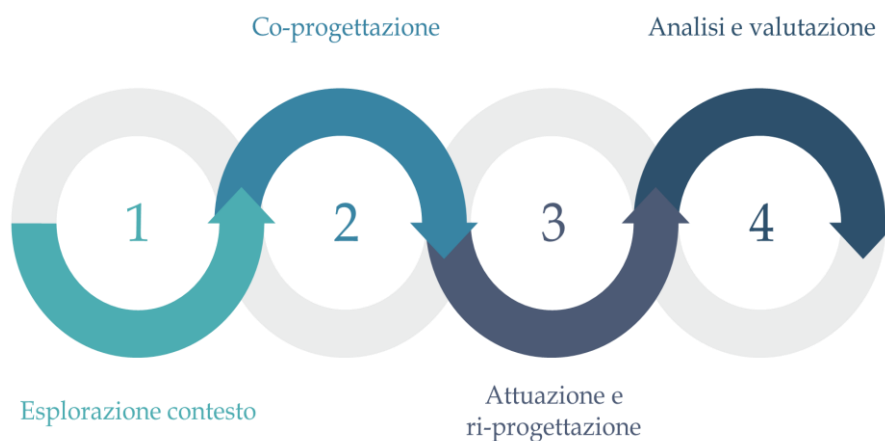 Co-progettazione
Analisi e valutazione
1
2
3
4
Esplorazione contesto
Attuazione e
ri-progettazione